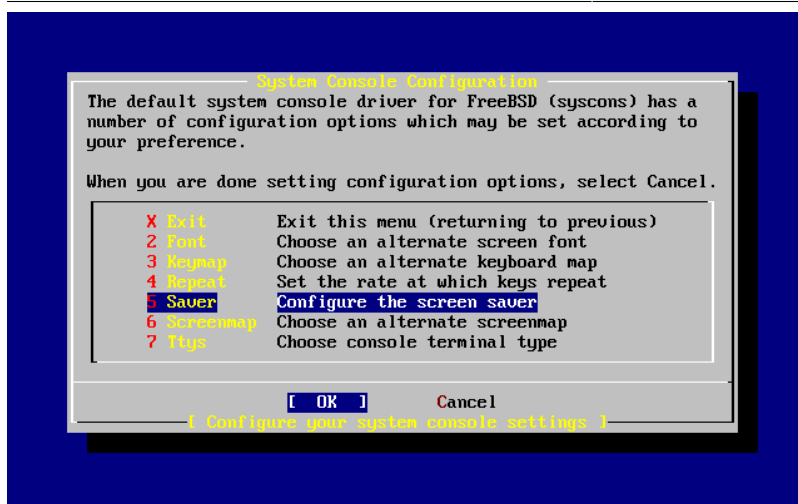 System Console Configuration
The default system console driver for FreeBSD (syscons) has a
number of configuration options which may be set according to
your preference.
When you are done setting configuration options, select Cancel.
X Exit Exit this menu (returning to previous)
2 Font Choose an alternate screen font
3 Keymap Choose an alternate keyboard map
4 Repeat Set the rate at which keys repeat
5 Saver Configure the screen saver
6 Screenmap Choose an alternate screenmap
7 Ttys Choose console terminal type
[ OK ] Cancel
[ Configure your system console settings ]